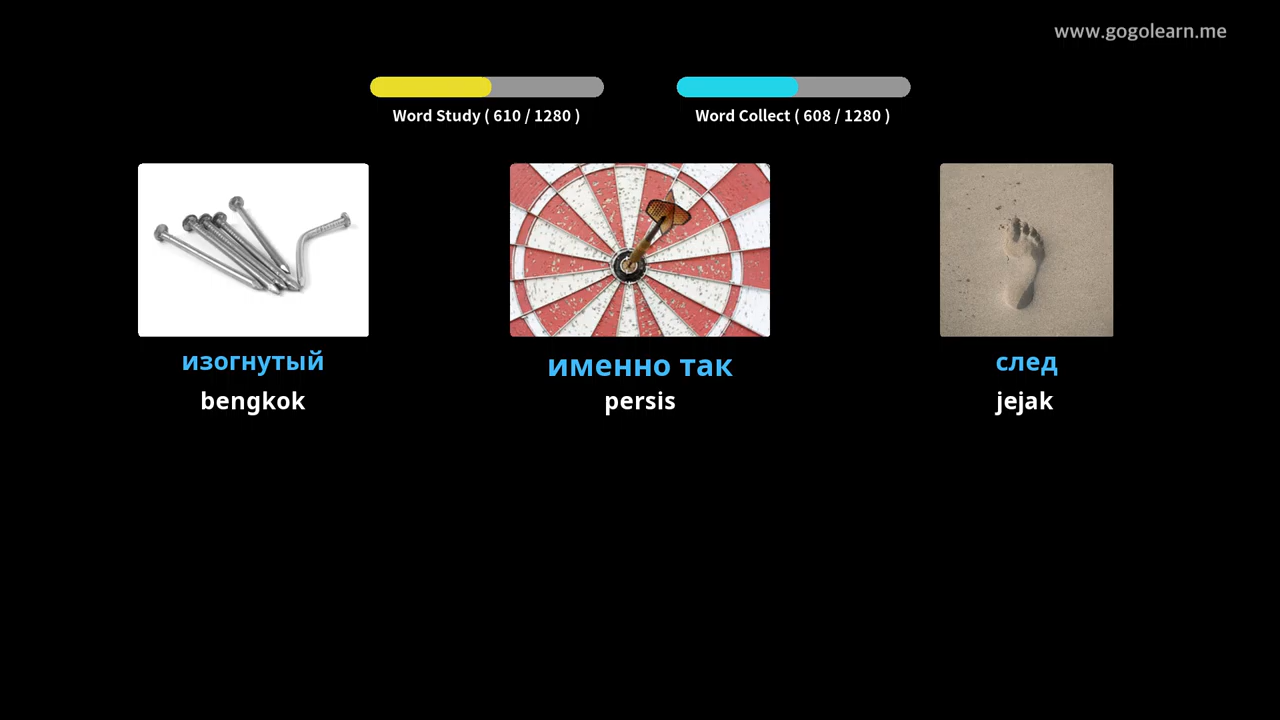 www.gogolearn.me
Word Study ( 610 / 1280 )
Word Collect ( 608 / 1280 )
изогнутый
именно так
след
bengkok
persis
jejak